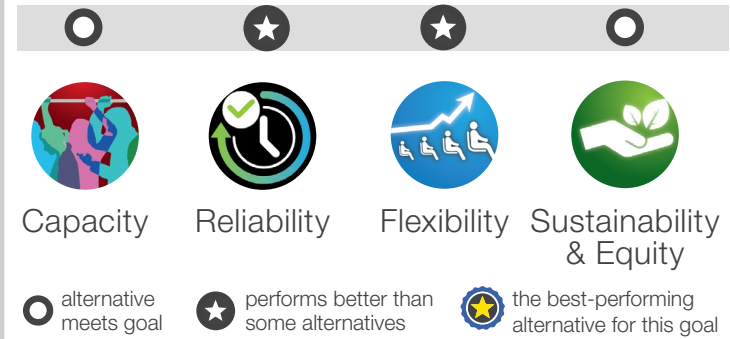 Capacity
Reliability
Flexibility
Sustainability
& Equity
alternative
meets goal
performs better than
some alternatives
the best-performing
alternative for this goal